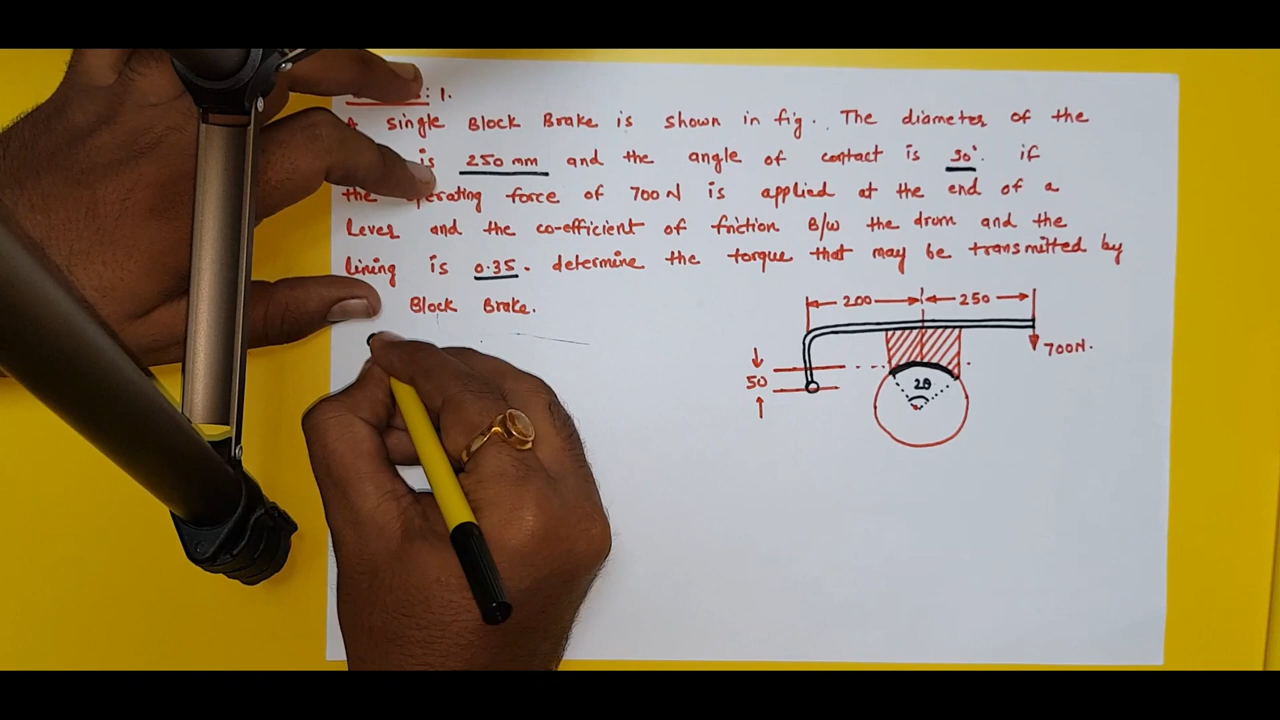 : 1.
A single Block Brake is shown in fig. The diameter of the
is 250 mm and the angle of contact is 90°. if
the operating force of 700 N is applied at the end of a
Lever and the co-efficient of friction B/w the drum and the
lining is 0.35. determine the torque that may be transmitted by
Block Brake.
200 250
700N.
50
2θ